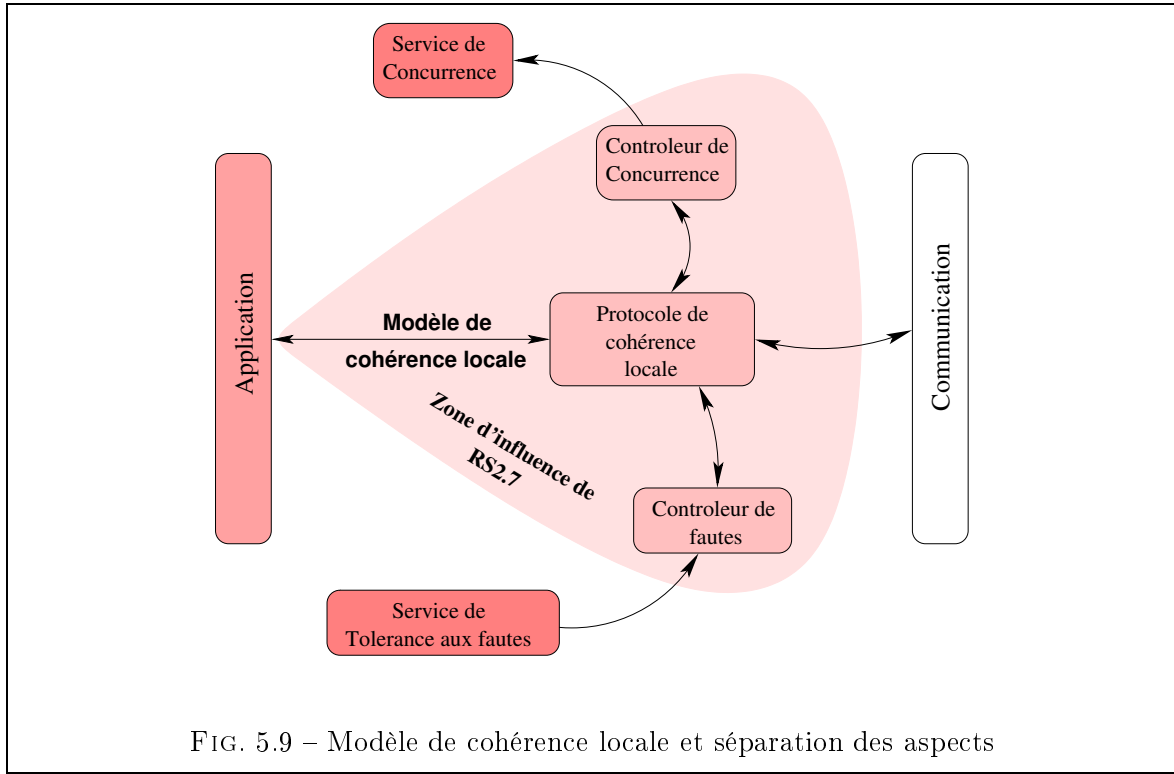 Service de
Concurrence
Controleur de
Concurrence
Application
Modèle de
cohérence locale
Protocole de
cohérence
locale
Communication
Zone d'influence de
RS2.7
Controleur de
fautes
Service de
Tolerance aux fautes
FIG. 5.9 – Modèle de cohérence locale et séparation des aspects